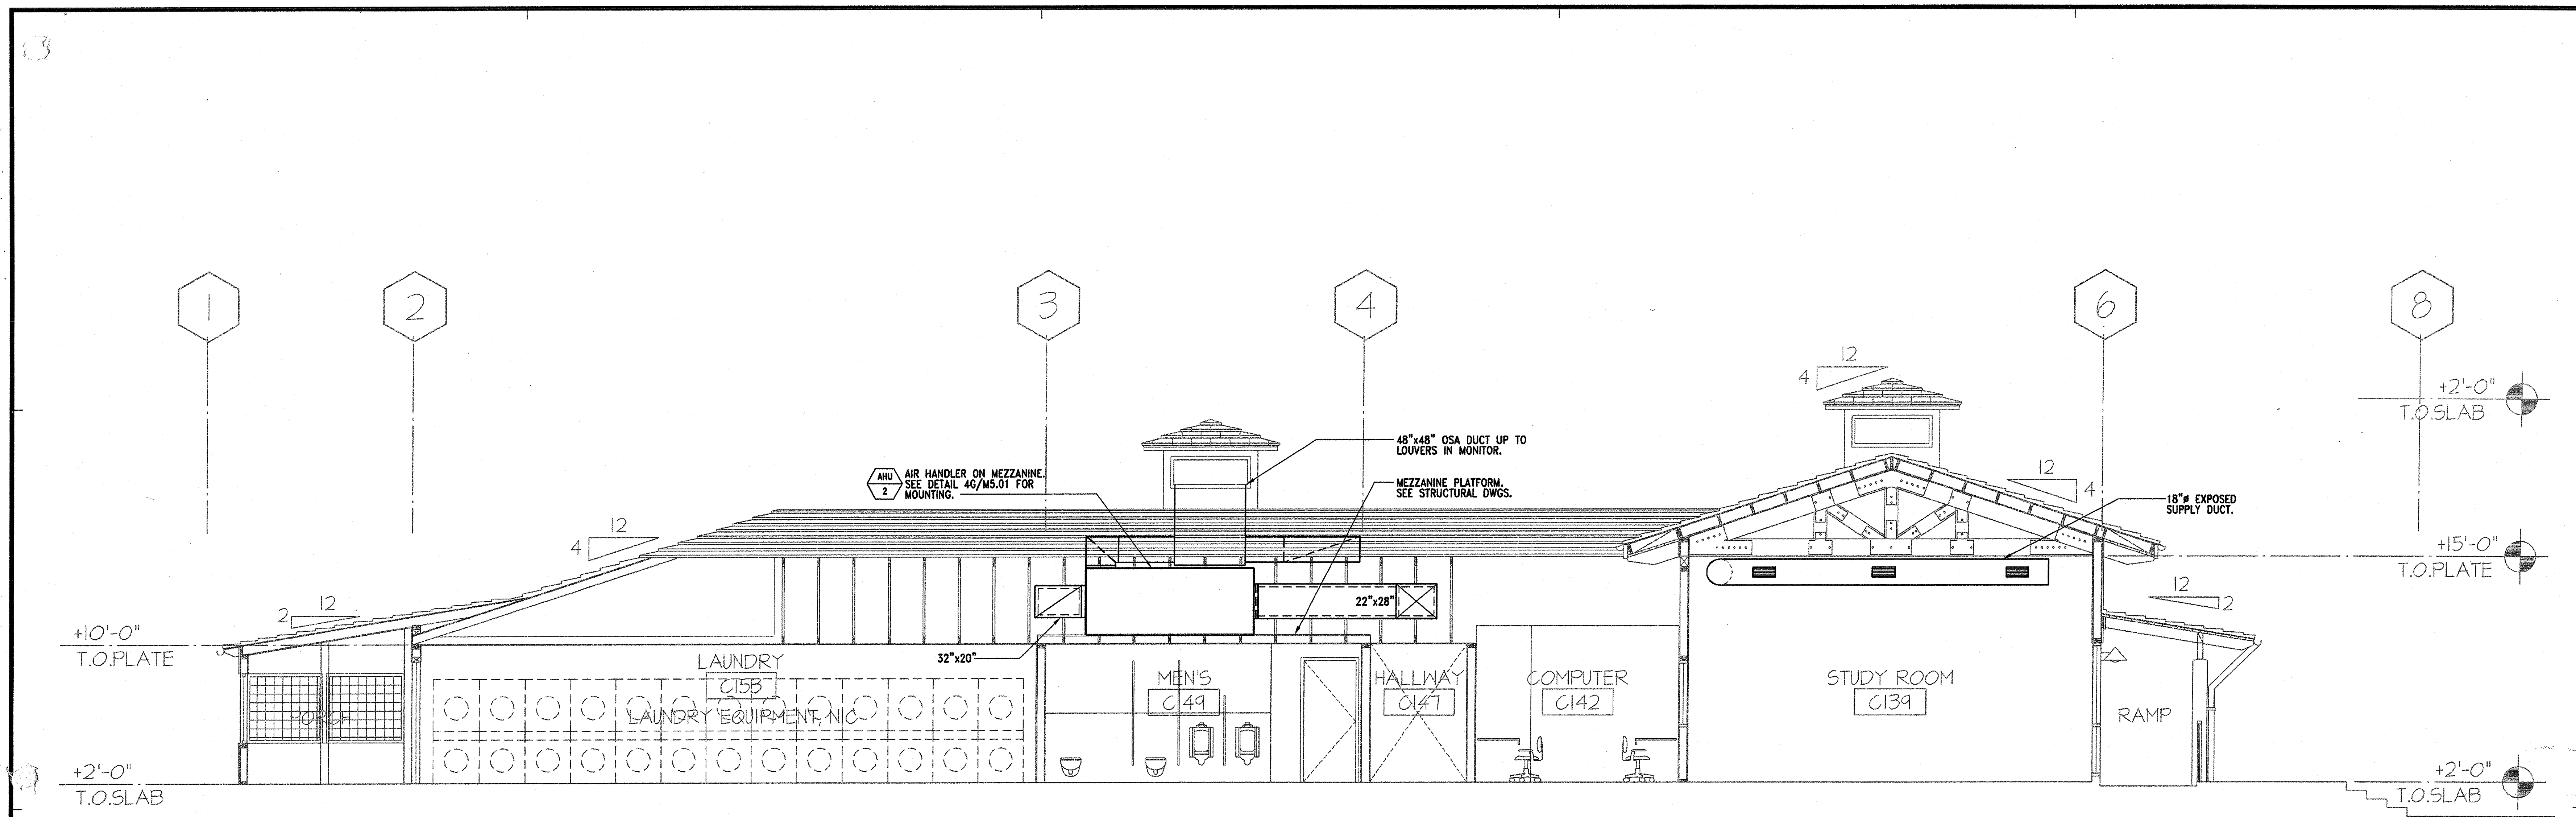 1
2
3
4
6
8
12
4
+2'-0"
T.O.SLAB
48"x48" OSA DUCT UP TO
LOUVERS IN MONITOR.
AHU
2
AIR HANDLER ON MEZZANINE.
SEE DETAIL 4G/M5.01 FOR
MOUNTING.
MEZZANINE PLATFORM.
SEE STRUCTURAL DWGS.
12
4
18"ø EXPOSED
SUPPLY DUCT.
12
4
+15'-0"
T.O.PLATE
12
2
22"x28"
12
2
+10'-0"
T.O.PLATE
32"x20"
LAUNDRY
C153
LAUNDRY EQUIPMENT, NIC
PORCH
MEN'S
C149
HALLWAY
C147
COMPUTER
C142
STUDY ROOM
C139
RAMP
+2'-0"
T.O.SLAB
+2'-0"
T.O.SLAB